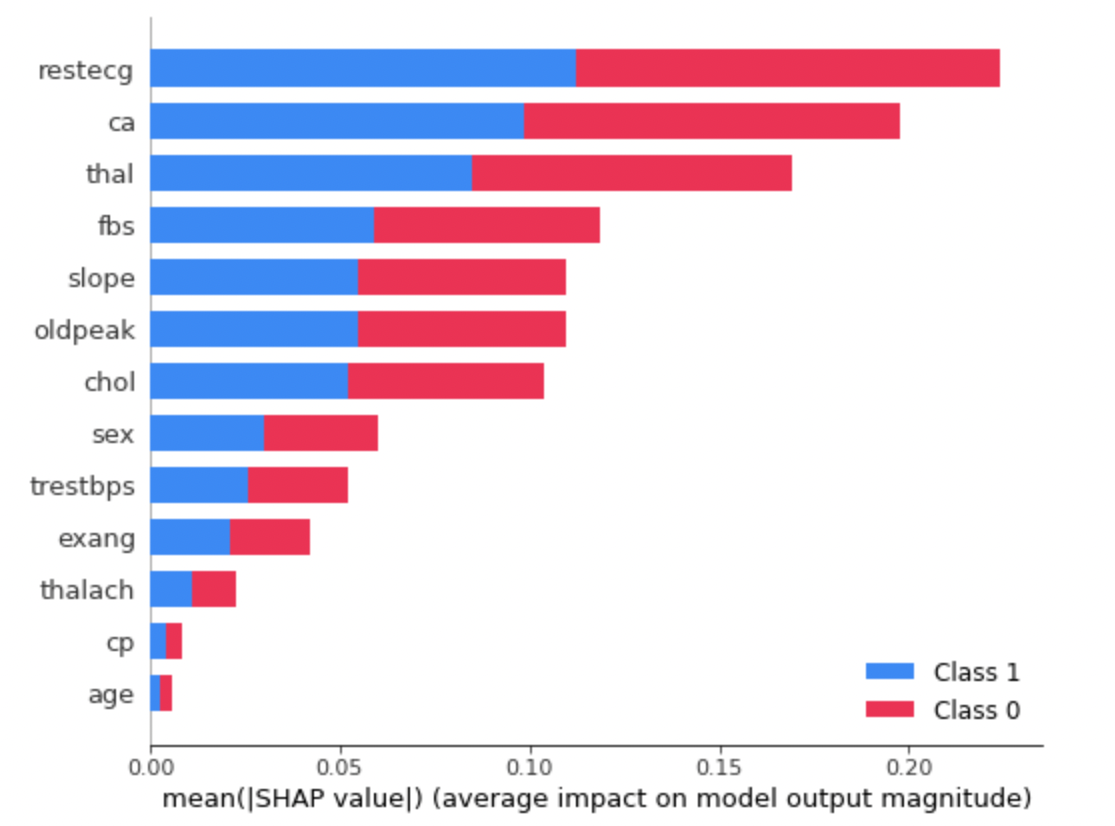 restecg
ca
thal
fbs
slope
oldpeak
chol
sex
trestbps
exang
thalach
cp
age
Class 1
Class 0
0.00 0.05 0.10 0.15 0.20
mean(|SHAP value|) (average impact on model output magnitude)